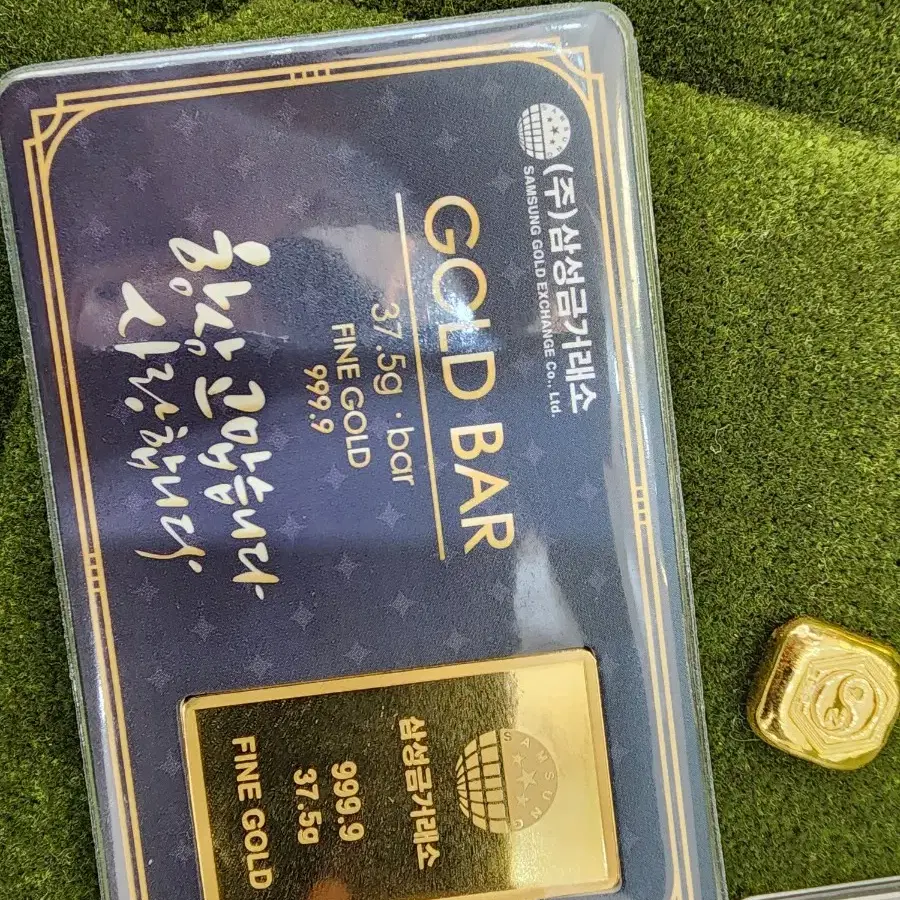 (주)삼성금거래소
SAMSUNG GOLD EXCHANGE Co., Ltd.
GOLD BAR
37.5g · bar
FINE GOLD
999.9
항상 고맙습니다
사랑합니다
SAMSUNG
삼성금거래소
999.9
37.5g
FINE GOLD